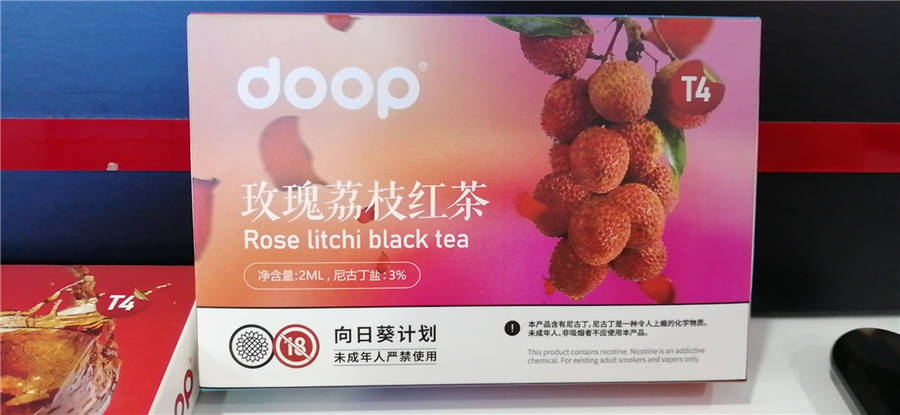 doop®
T4
玫瑰荔枝红茶
Rose litchi black tea
净含量:2ML , 尼古丁盐 : 3%
18
向日葵计划
未成年人严禁使用
! 本产品含有尼古丁,尼古丁是一种令人上瘾的化学物质。
未成年人、非吸烟者不应使用本产品。
This product contains nicotine. Nicotine is an addictive
chemical. For existing adult smokers and vapers only.
T4
oop